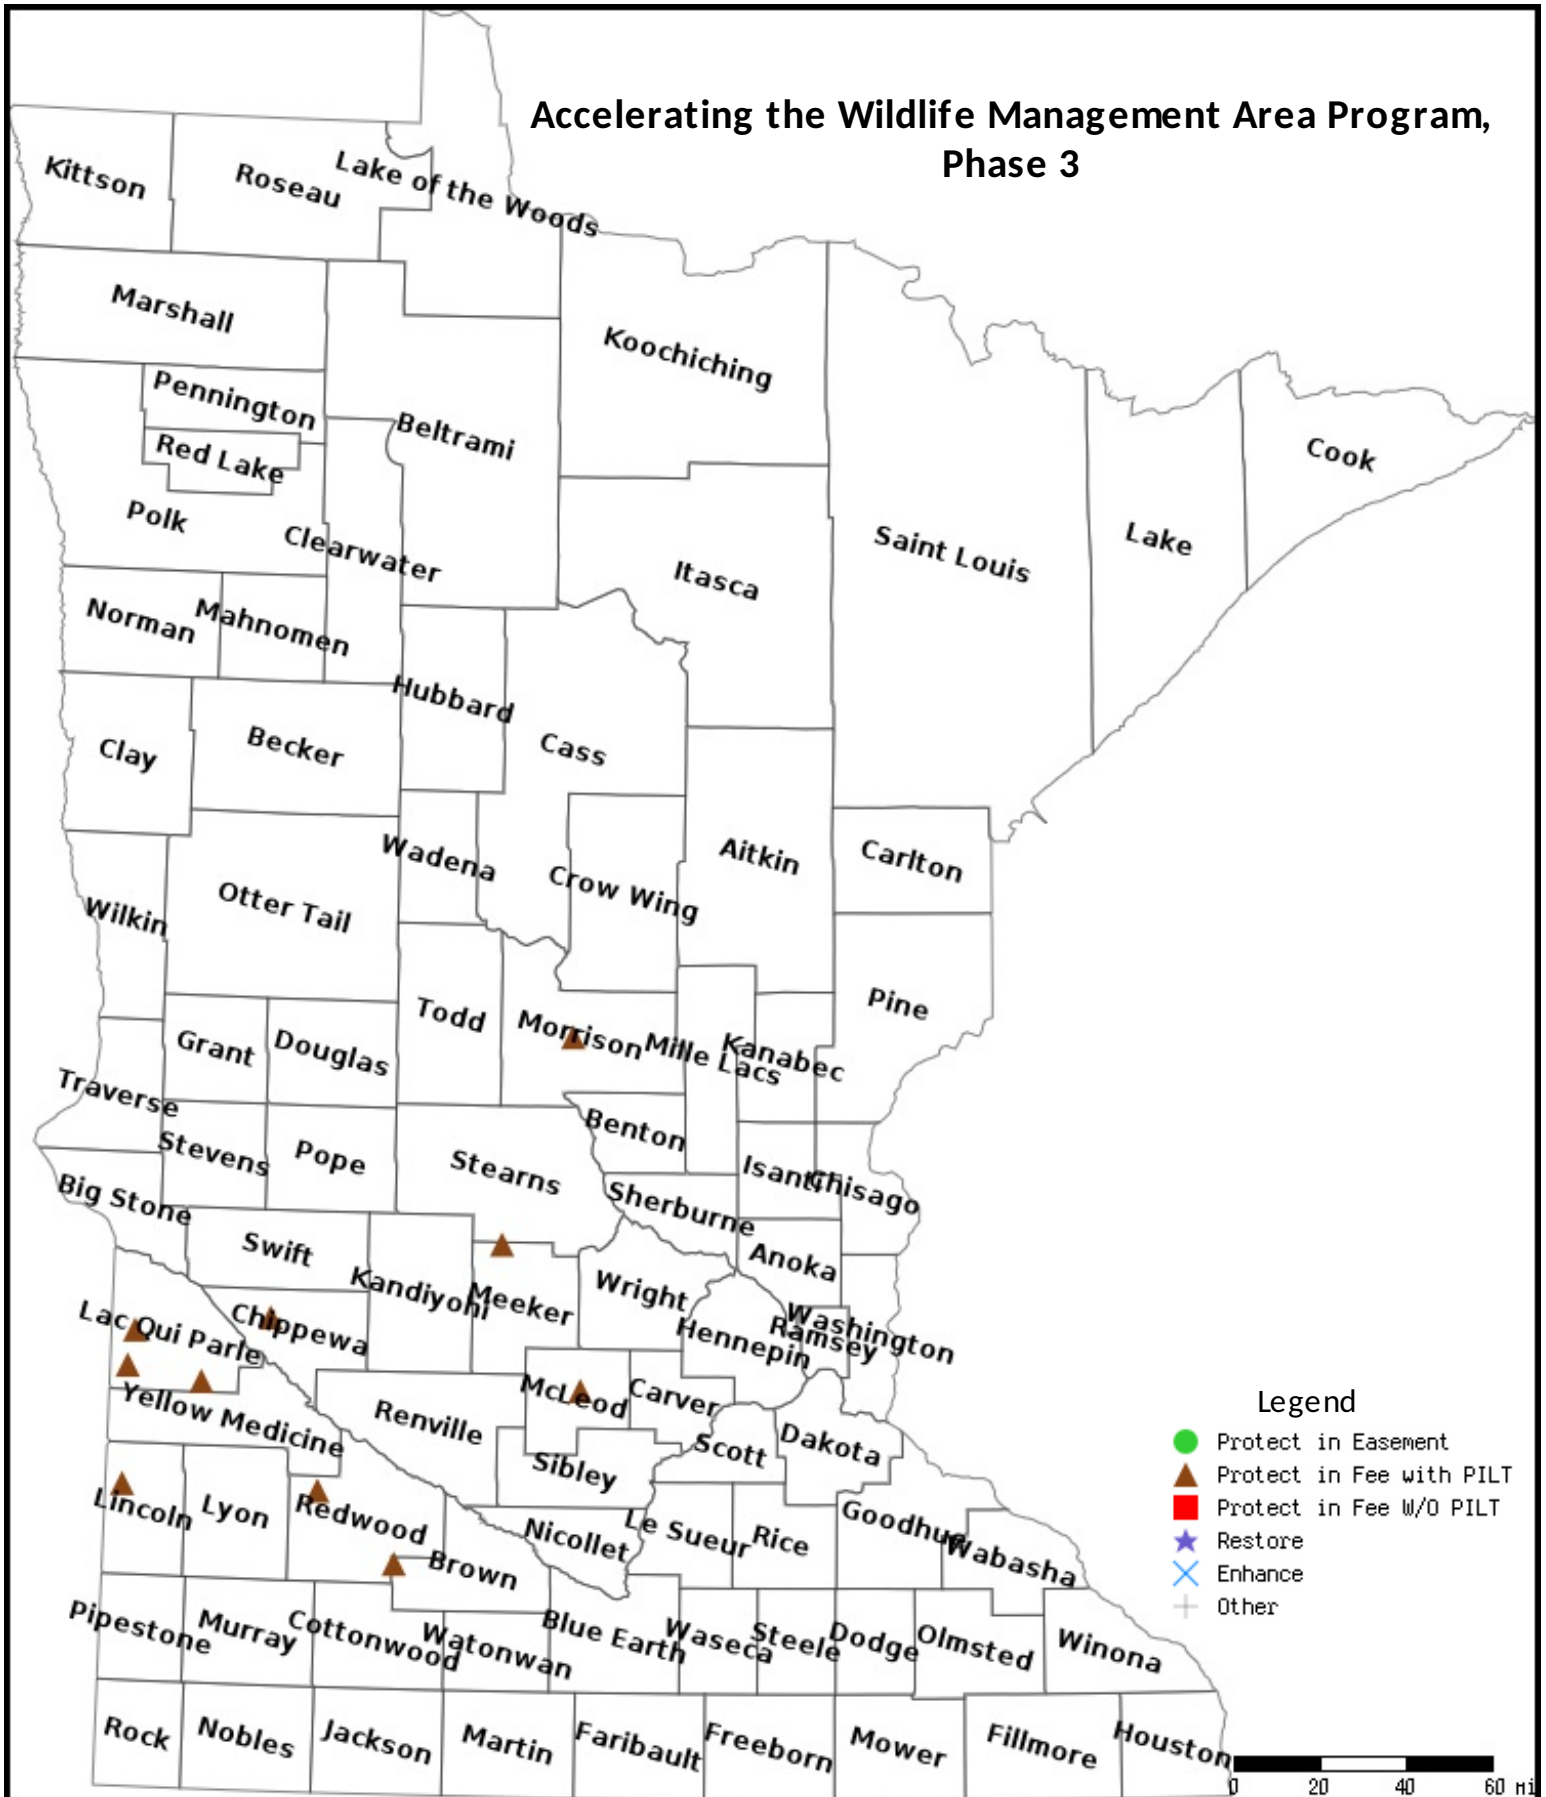 Accelerating the Wildlife Management Area Program,
Phase 3
Kittson
Roseau
Lake of the Woods
Marshall
Koochiching
Pennington
Beltrami
Red Lake
Cook
Polk
Clearwater
Saint Louis
Lake
Itasca
Norman
Mahnomen
Hubbard
Clay
Becker
Cass
Wadena
Aitkin
Carlton
Otter Tail
Crow Wing
Wilkin
Todd
Morrison
Pine
Grant
Douglas
Mille Lacs
Kanabec
Traverse
Stevens
Pope
Stearns
Benton
Isanti
Chisago
Big Stone
Sherburne
Swift
Anoka
Kandiyohi
Meeker
Wright
Lac Qui Parle
Chippewa
Hennepin
Ramsey
Washington
McLeod
Carver
Yellow Medicine
Renville
Scott
Dakota
Sibley
Lincoln
Lyon
Redwood
Nicollet
Le Sueur
Rice
Goodhue
Wabasha
Brown
Pipestone
Murray
Cottonwood
Watonwan
Blue Earth
Waseca
Steele
Dodge
Olmsted
Winona
Rock
Nobles
Jackson
Martin
Faribault
Freeborn
Mower
Fillmore
Houston
Legend
Protect in Easement
Protect in Fee with PILT
Protect in Fee W/O PILT
Restore
Enhance
Other
0 20 40 60 mi